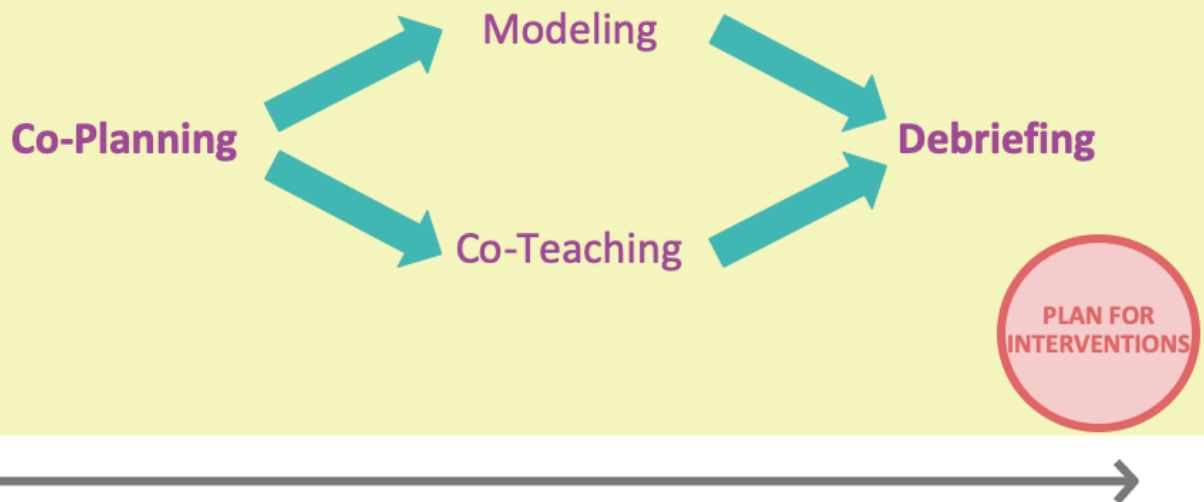 Modeling
Co-Planning
Debriefing
Co-Teaching
PLAN FOR
INTERVENTIONS